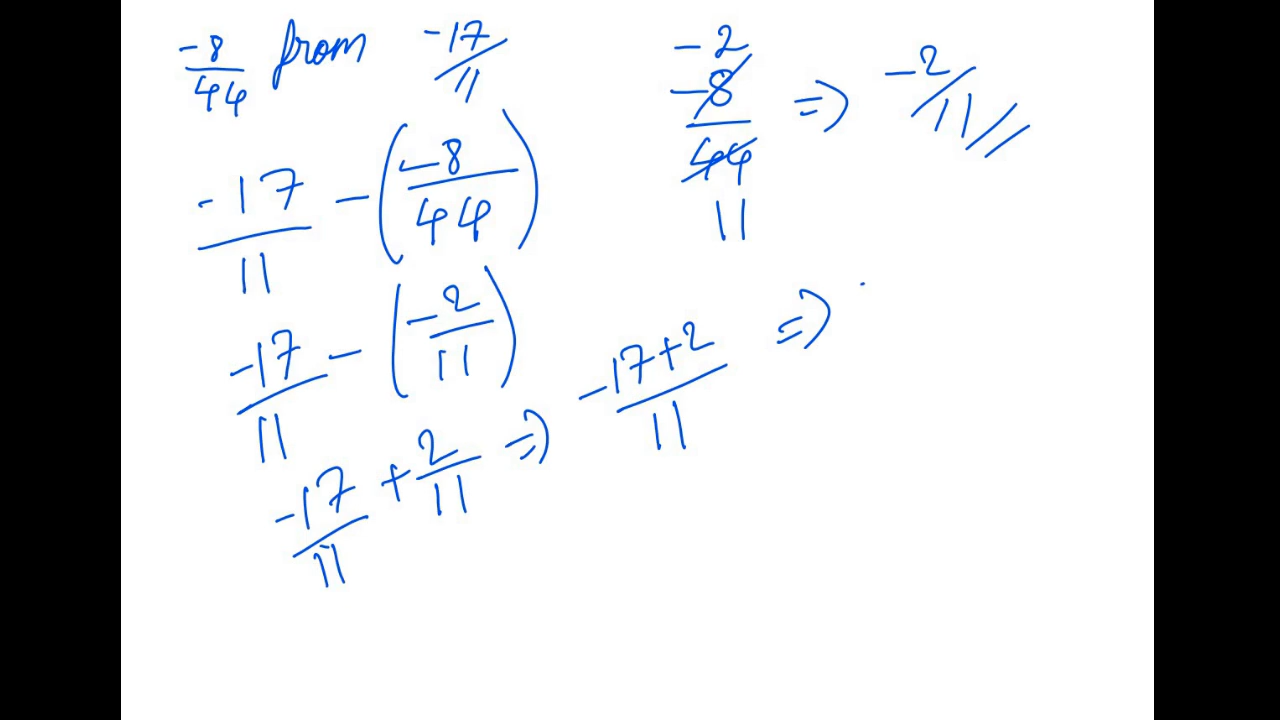 -8/44 from -17/11
-2
-8/44 => -2/11 //
11
-17/11 - (-8/44)
-17/11 - (-2/11)
-17/11 + 2/11 => -17+2/11 =>